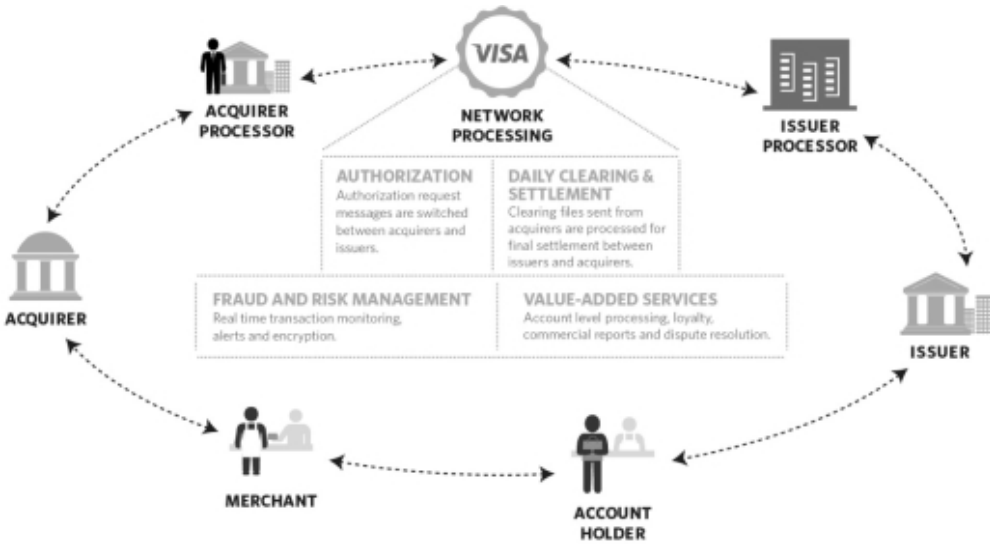 VISA
NETWORK
PROCESSING
ACQUIRER
PROCESSOR
ISSUER
PROCESSOR
AUTHORIZATION
Authorization request
messages are switched
between acquirers and
issuers.
DAILY CLEARING &
SETTLEMENT
Clearing files sent from
acquirers are processed for
final settlement between
issuers and acquirers.
FRAUD AND RISK MANAGEMENT
Real time transaction monitoring,
alerts and encryption.
VALUE-ADDED SERVICES
Account level processing, loyalty,
commercial reports and dispute resolution.
ACQUIRER
ISSUER
MERCHANT
ACCOUNT
HOLDER